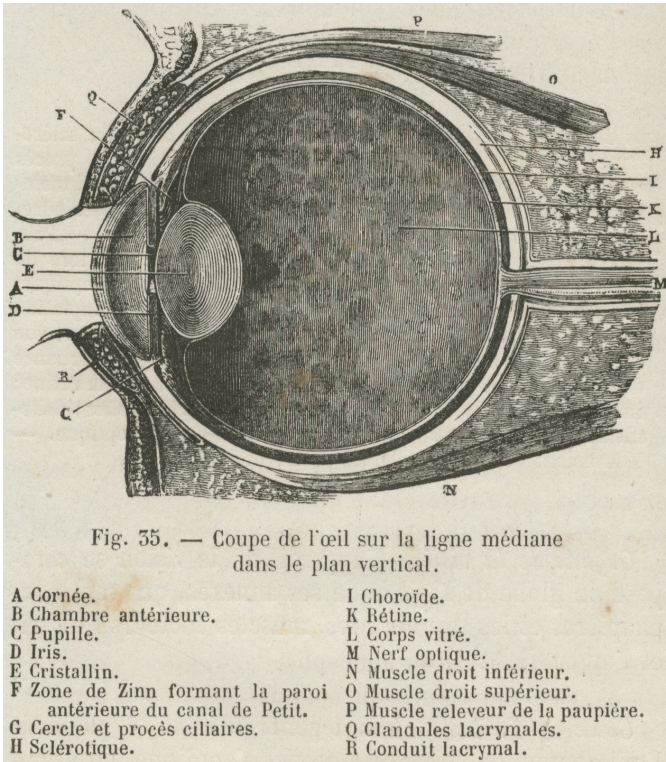 P
O
Q
F
H
I
K
L
B
C
E
A
M
D
R
C
N
Fig. 35. — Coupe de l'œil sur la ligne médiane
dans le plan vertical.
A Cornée.
B Chambre antérieure.
C Pupille.
D Iris.
E Cristallin.
F Zone de Zinn formant la paroi
antérieure du canal de Petit.
G Cercle et procès ciliaires.
H Sclérotique.
I Choroïde.
K Rétine.
L Corps vitré.
M Nerf optique.
N Muscle droit inférieur.
O Muscle droit supérieur.
P Muscle releveur de la paupière.
Q Glandules lacrymales.
R Conduit lacrymal.